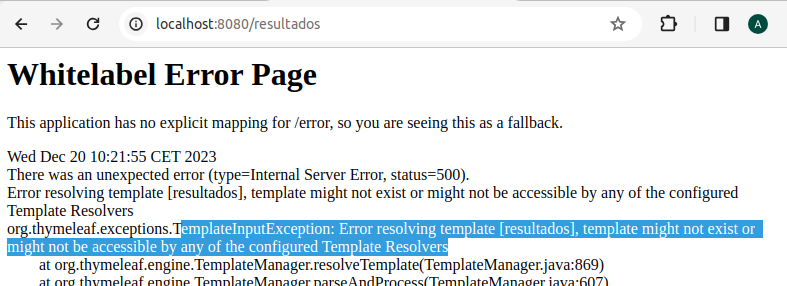 localhost:8080/resultados
A
Whitelabel Error Page
This application has no explicit mapping for /error, so you are seeing this as a fallback.
Wed Dec 20 10:21:55 CET 2023
There was an unexpected error (type=Internal Server Error, status=500).
Error resolving template [resultados], template might not exist or might not be accessible by any of the configured
Template Resolvers
org.thymeleaf.exceptions.TemplateInputException: Error resolving template [resultados], template might not exist or
might not be accessible by any of the configured Template Resolvers
at org.thymeleaf.engine.TemplateManager.resolveTemplate(TemplateManager.java:869)
at org.thymeleaf.engine.TemplateManager.parseAndProcess(TemplateManager.java:607)